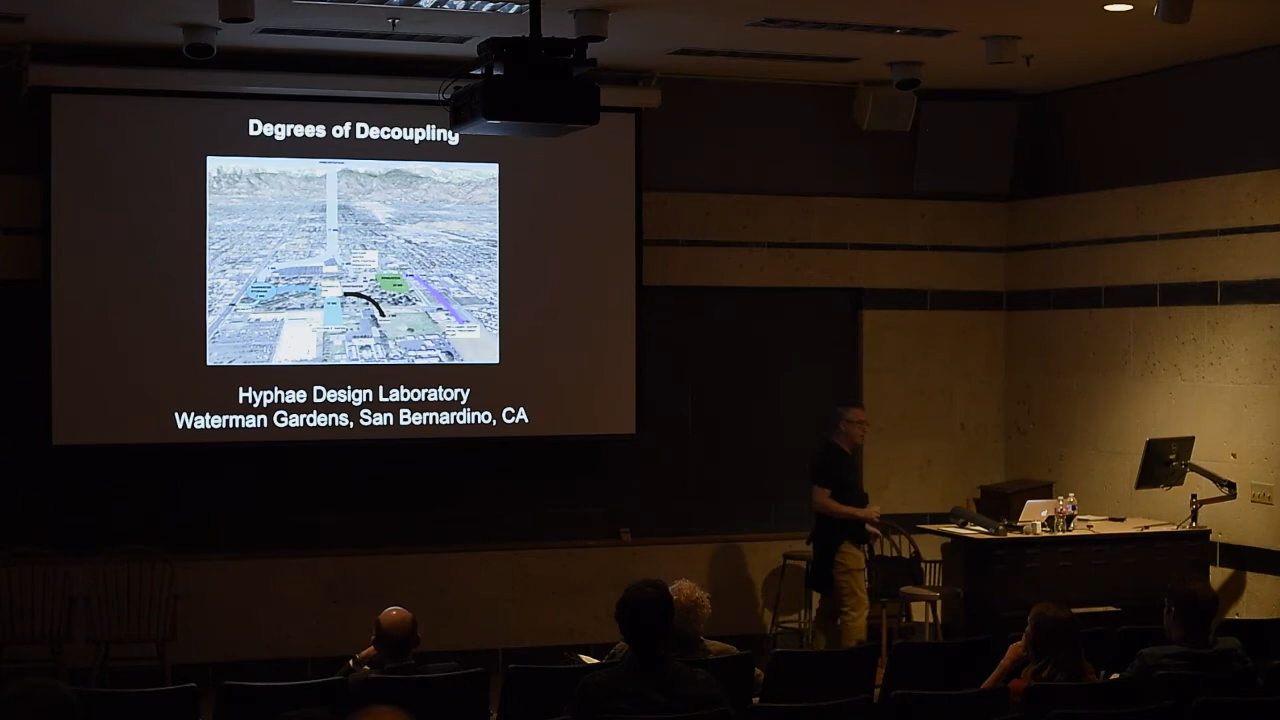 Degrees of Decoupling
Hyphae Design Laboratory
Waterman Gardens, San Bernardino, CA